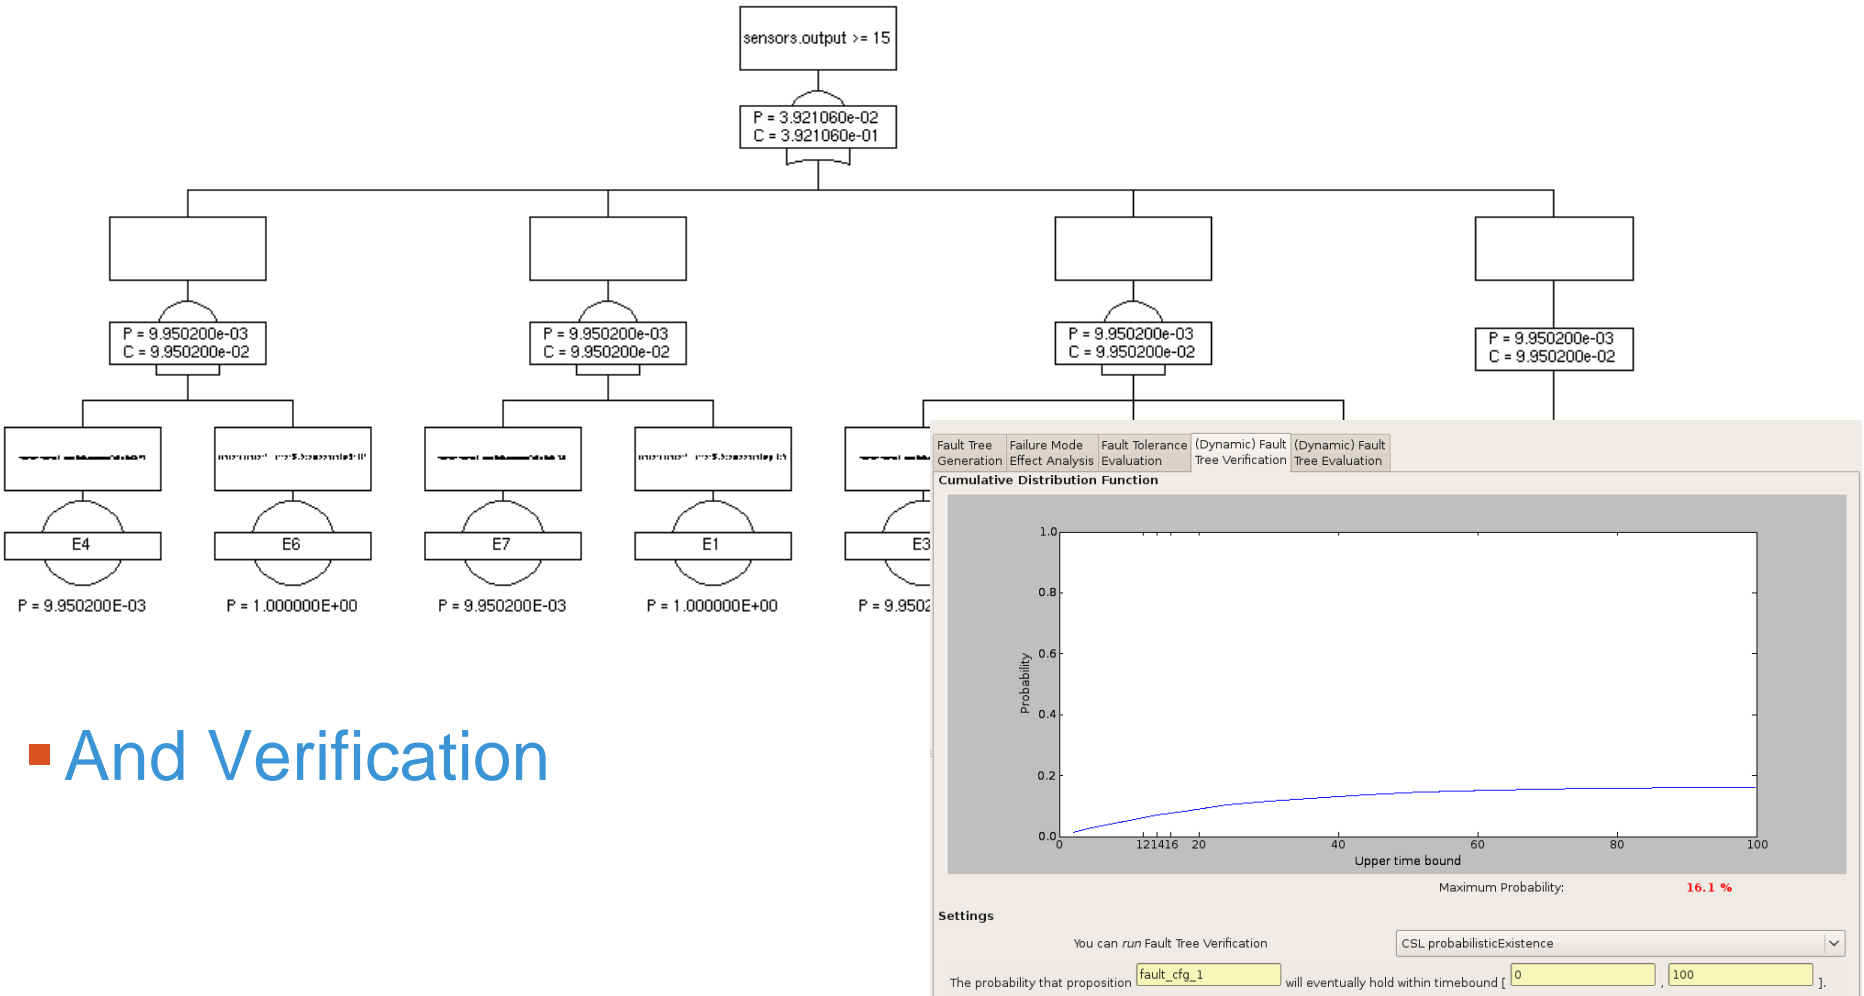 sensors.output >= 15
P = 3.921060e-02
C = 3.921060e-01
P = 9.950200e-03
C = 9.950200e-02
P = 9.950200e-03
C = 9.950200e-02
P = 9.950200e-03
C = 9.950200e-02
P = 9.950200e-03
C = 9.950200e-02
E4
E6
E7
E1
E3
P = 9.950200E-03
P = 1.000000E+00
P = 9.950200E-03
P = 1.000000E+00
P = 9.9502
And Verification
Fault Tree
Generation
Failure Mode
Effect Analysis
Fault Tolerance
Evaluation
(Dynamic) Fault
Tree Verification
(Dynamic) Fault
Tree Evaluation
Cumulative Distribution Function
1.0
0.8
0.6
0.4
0.2
0.0
Probability
0 12 14 16 20 40 60 80 100
Upper time bound
Maximum Probability: 16.1 %
Settings
You can run Fault Tree Verification CSL probabilisticExistence
The probability that proposition fault_cfg_1 will eventually hold within timebound [ 0 , 100 ].